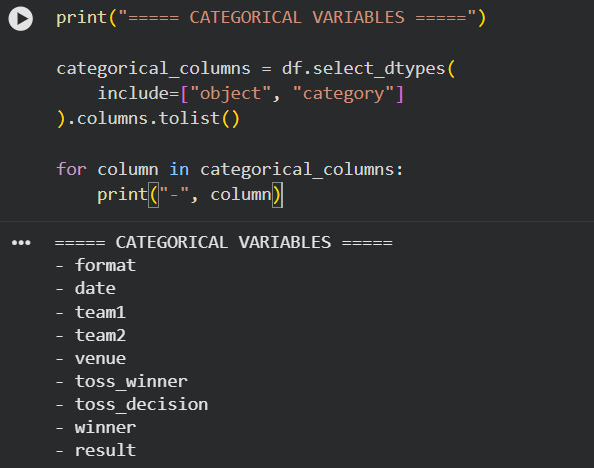 print("===== CATEGORICAL VARIABLES =====")
categorical_columns = df.select_dtypes(
    include=["object", "category"]
).columns.tolist()
for column in categorical_columns:
    print("-", column)
===== CATEGORICAL VARIABLES =====
- format
- date
- team1
- team2
- venue
- toss_winner
- toss_decision
- winner
- result